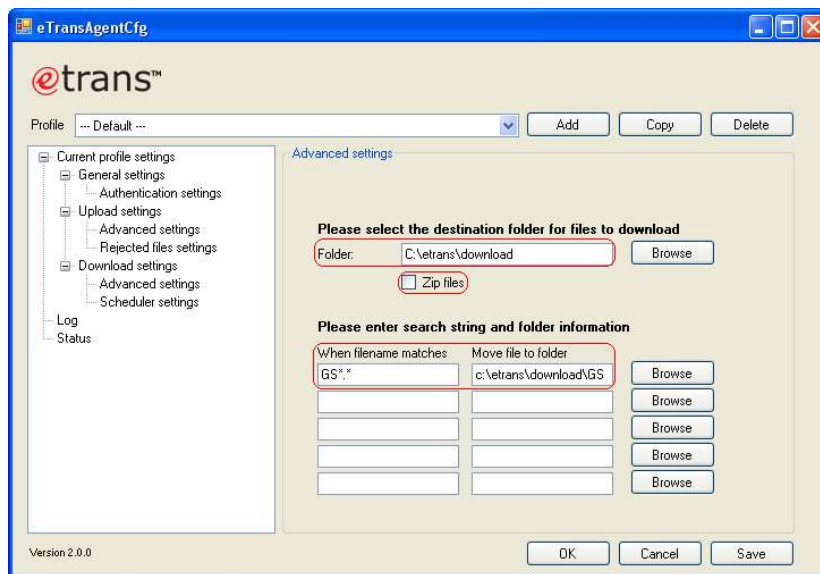 eTransAgentCfg
etrans™
Profile --- Default --- Add Copy Delete
Current profile settings
General settings
Authentication settings
Upload settings
Advanced settings
Rejected files settings
Download settings
Advanced settings
Scheduler settings
Log
Status
Advanced settings
Please select the destination folder for files to download
Folder: C:\etrans\download Browse
Zip files
Please enter search string and folder information
When filename matches Move file to folder
GS*.* c:\etrans\download\GS Browse
Browse
Browse
Browse
Browse
Version 2.0.0 OK Cancel Save